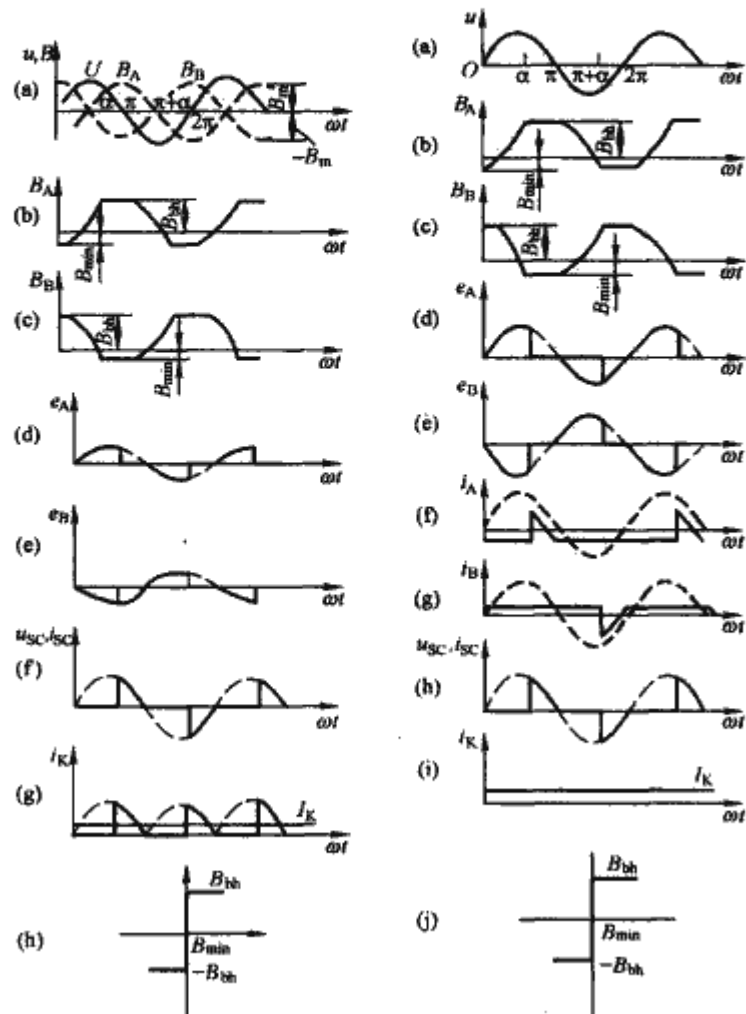 u, B
U
B_A
B_B
(a)
α
π
π+α
2π
B_m
-B_m
ωt
B_A
(b)
B_bh
B_min
ωt
B_B
(c)
B_bh
B_min
ωt
e_A
(d)
ωt
e_B
(e)
ωt
u_SC, i_SC
(f)
ωt
i_K
(g)
I_K
ωt
(h)
B_bh
B_min
-B_bh
(a)
u
O
α
π
π+α
2π
ωt
B_A
(b)
B_bh
B_min
ωt
B_B
(c)
B_bh
B_min
ωt
e_A
(d)
ωt
e_B
(e)
ωt
i_A
(f)
ωt
i_B
(g)
ωt
u_SC, i_SC
(h)
ωt
i_K
(i)
I_K
ωt
(j)
B_bh
B_min
-B_bh